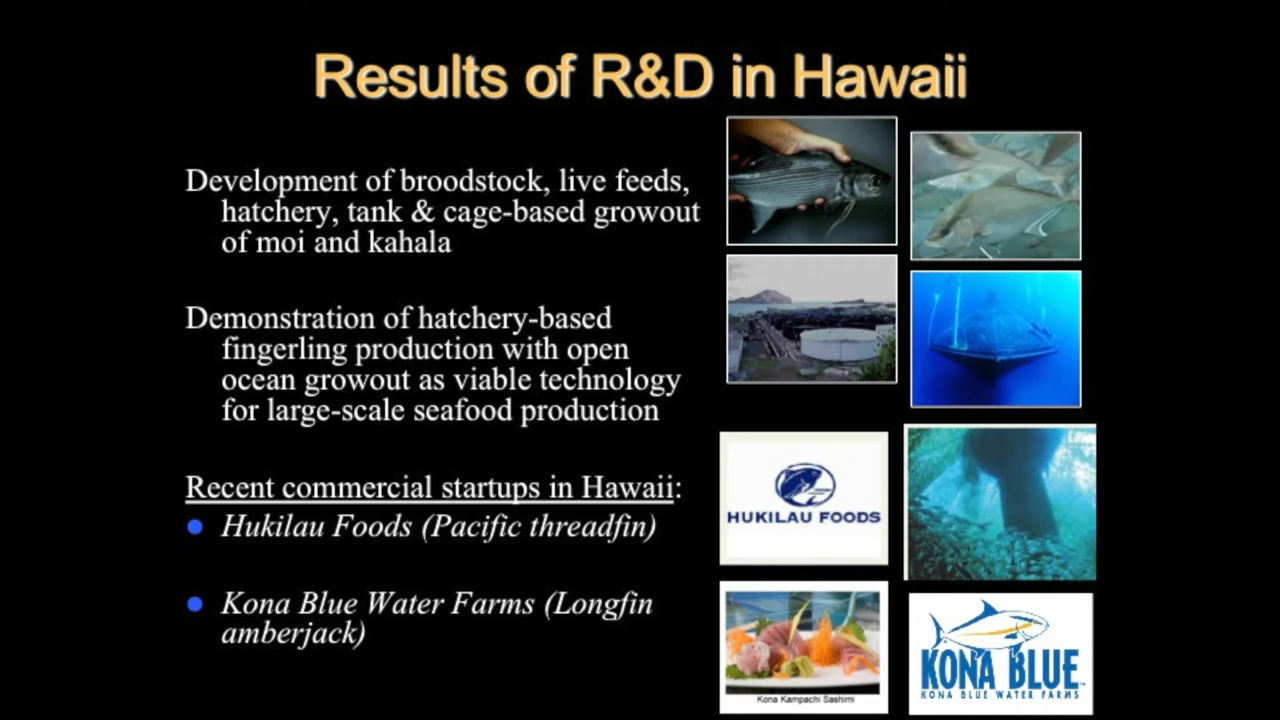 Results of R&D in Hawaii
Development of broodstock, live feeds,
hatchery, tank & cage-based growout
of moi and kahala
Demonstration of hatchery-based
fingerling production with open
ocean growout as viable technology
for large-scale seafood production
Recent commercial startups in Hawaii:
Hukilau Foods (Pacific threadfin)
Kona Blue Water Farms (Longfin
amberjack)
HUKILAU FOODS
Kona Kampachi Sashimi
KONA BLUE™
KONA BLUE WATER FARMS